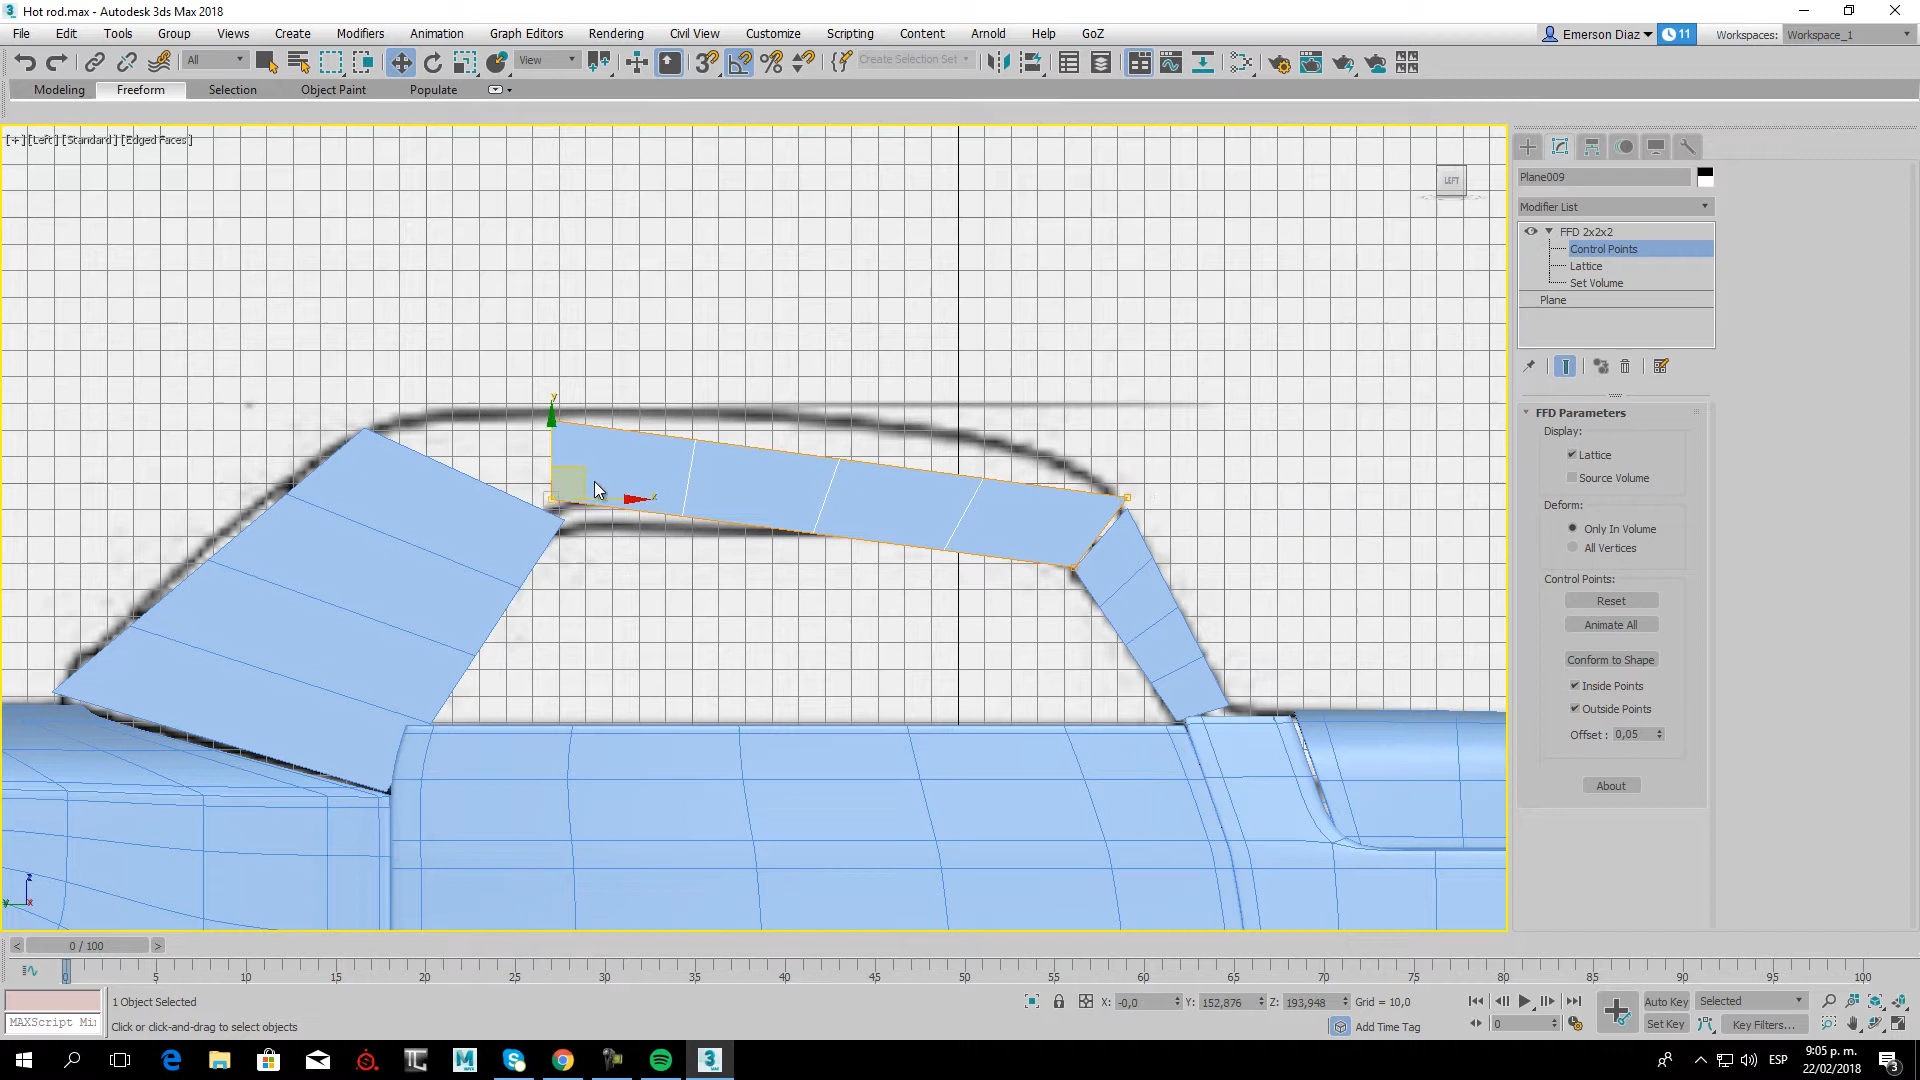 Hot rod.max - Autodesk 3ds Max 2018
File Edit Tools Group Views Create Modifiers Animation Graph Editors Rendering Civil View Customize Scripting Content Arnold Help GoZ
Emerson Diaz 11 Workspaces: Workspace_1
All View Create Selection Set
Modeling Freeform Selection Object Paint Populate
[+] [Left] [Standard] [Edged Faces]
LEFT
Plane009
Modifier List
FFD 2x2x2
Control Points
Lattice
Set Volume
Plane
FFD Parameters
Display:
Lattice
Source Volume
Deform:
Only In Volume
All Vertices
Control Points:
Reset
Animate All
Conform to Shape
Inside Points
Outside Points
Offset : 0,05
About
y
x
z
y x
< 0 / 100 >
0 5 10 15 20 25 30 35 40 45 50 55 60 65 70 75 80 85 90 95 100
1 Object Selected
X: -0,0 Y: 152,876 Z: 193,948 Grid = 10,0
Auto Key Selected
MAXScript Mi
Click or click-and-drag to select objects
Add Time Tag
0
Set Key Key Filters...
ESP
9:05 p. m.
22/02/2018
3